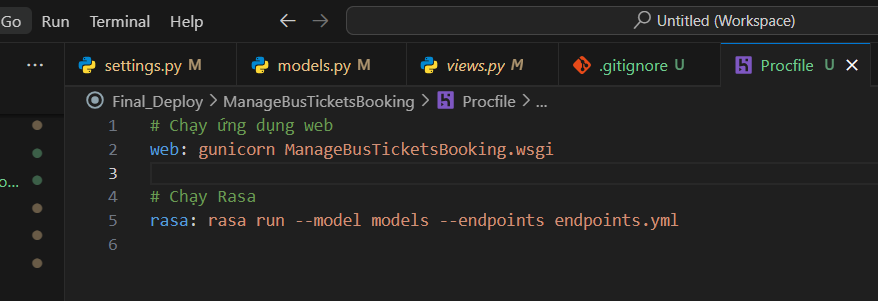 Go Run Terminal Help Untitled (Workspace)
... settings.py M models.py M views.py M .gitignore U Procfile U
Final_Deploy > ManageBusTicketsBooking > Procfile > ...
1 # Chạy ứng dụng web
2 web: gunicorn ManageBusTicketsBooking.wsgi
3
4 # Chạy Rasa
o... 5 rasa: rasa run --model models --endpoints endpoints.yml
6